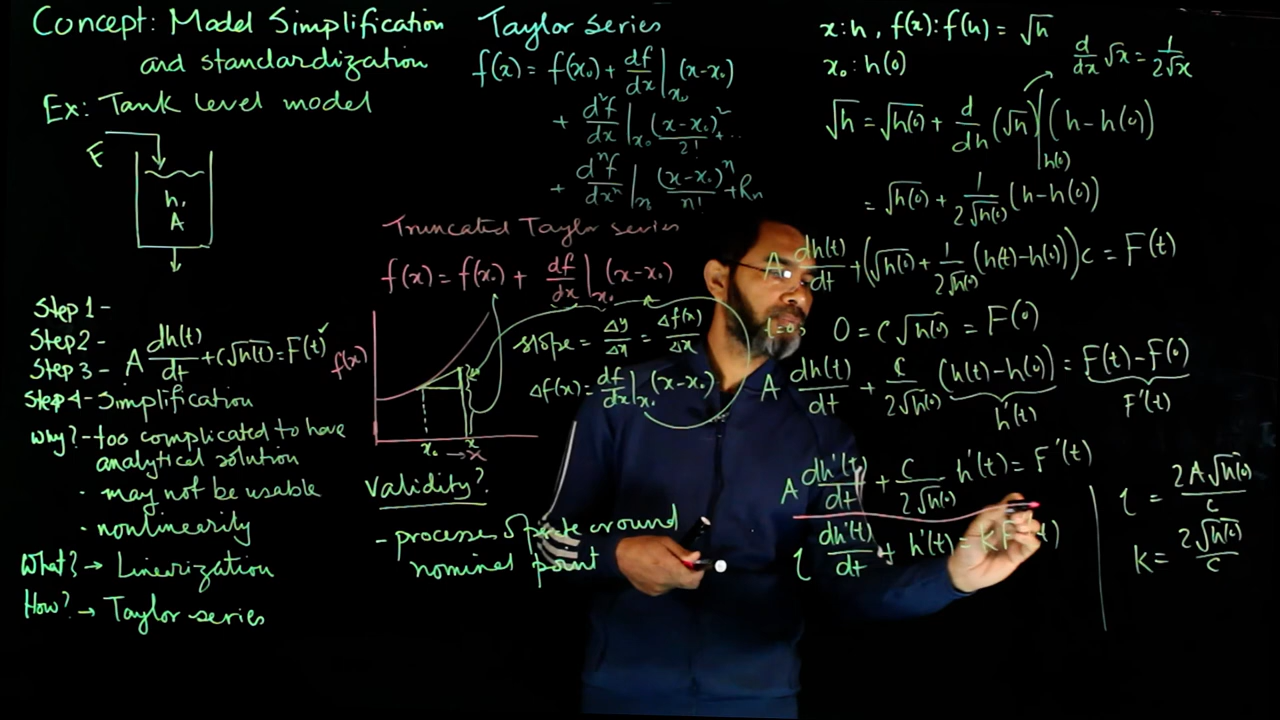 Concept: Model Simplification
and standardization
Ex: Tank level model
F
h,
A
Step 1 -
Step 2 -
Step 3 - A dh(t)/dt + c√h(t) = F(t) ✓
Step 4 - Simplification
Why? - too complicated to have
analytical solution
· may not be usable
· nonlinearity
What? → Linearization
How? → Taylor series
Taylor series
f(x) = f(x₀) + df/dx |x₀ (x-x₀)
+ d²f/dx |x₀ (x-x₀)²/2! + ..
+ dⁿf/dxⁿ |x₀ (x-x₀)ⁿ/n! + Rn
Truncated Taylor series
f(x) = f(x₀) + df/dx |x₀ (x-x₀)
f(x)
x₀ → x
x
slope = Δy/Δx = Δf(x)/Δx
Δf(x) = df/dx |x₀ (x-x₀)
Validity?
- processes operate around
nominal point
x: h, f(x): f(h) = √h
x₀: h(0)
d/dx √x = 1/2√x
√h = √h(0) + d/dh (√h) |h(0) (h - h(0))
= √h(0) + 1/2√h(0) (h - h(0))
A dh(t)/dt + (√h(0) + 1/2√h(0) (h(t) - h(0))) c = F(t)
t=0; 0 = c√h(0) = F(0)
A dh(t)/dt + c/2√h(0) (h(t) - h(0)) = F(t) - F(0)
h'(t) F'(t)
A dh'(t)/dt + c/2√h(0) h'(t) = F'(t)
τ dh'(t)/dt + h'(t) = KF t)
τ = 2A√h(0)/c
K = 2√h(0)/c